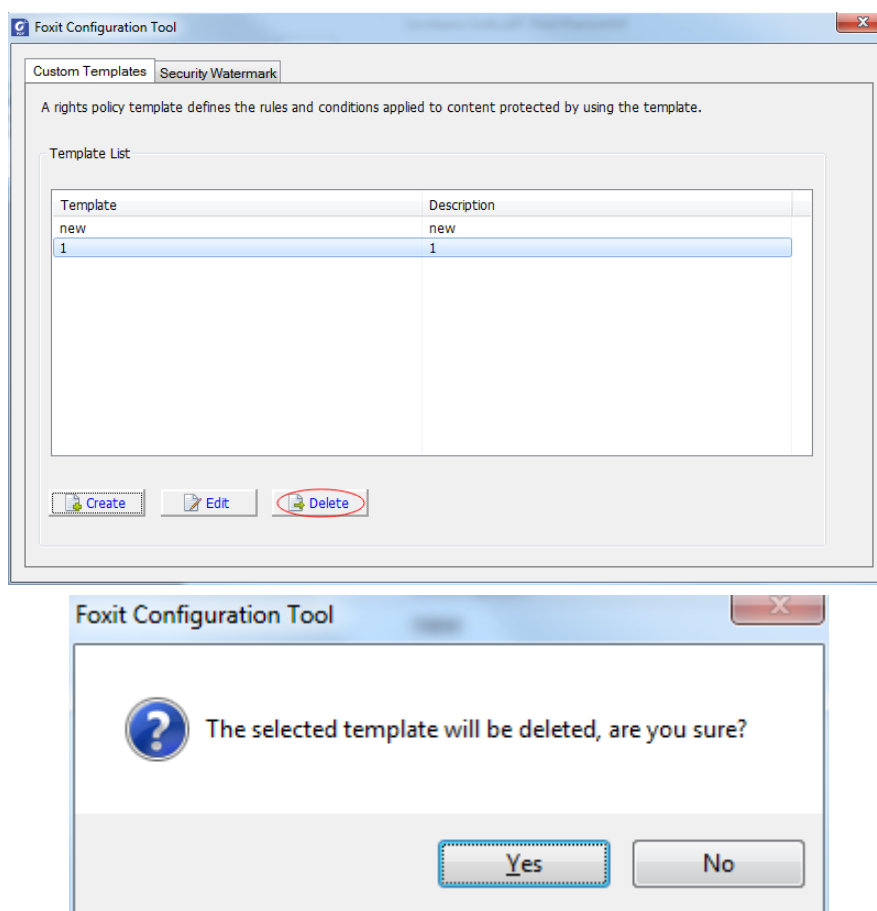 Foxit Configuration Tool
Custom Templates Security Watermark
A rights policy template defines the rules and conditions applied to content protected by using the template.
Template List
Template Description
new new
1 1
Create Edit Delete
Foxit Configuration Tool
The selected template will be deleted, are you sure?
Yes No